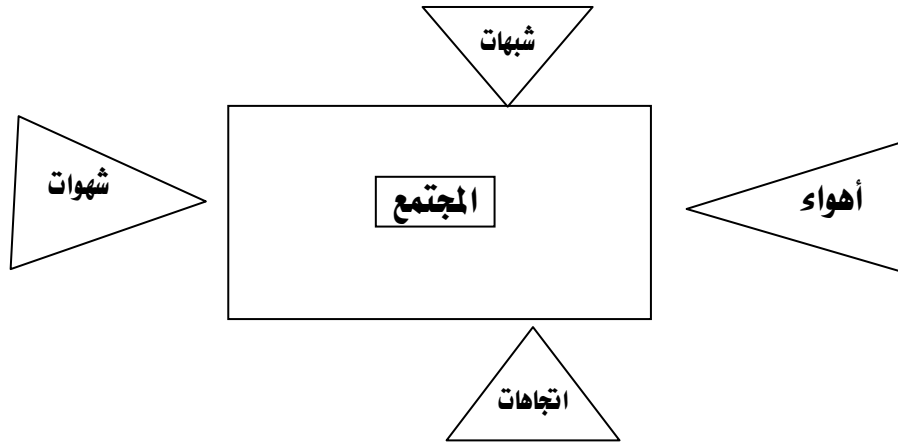 شبهات
أهواء
المجتمع
شهوات
اتجاهات